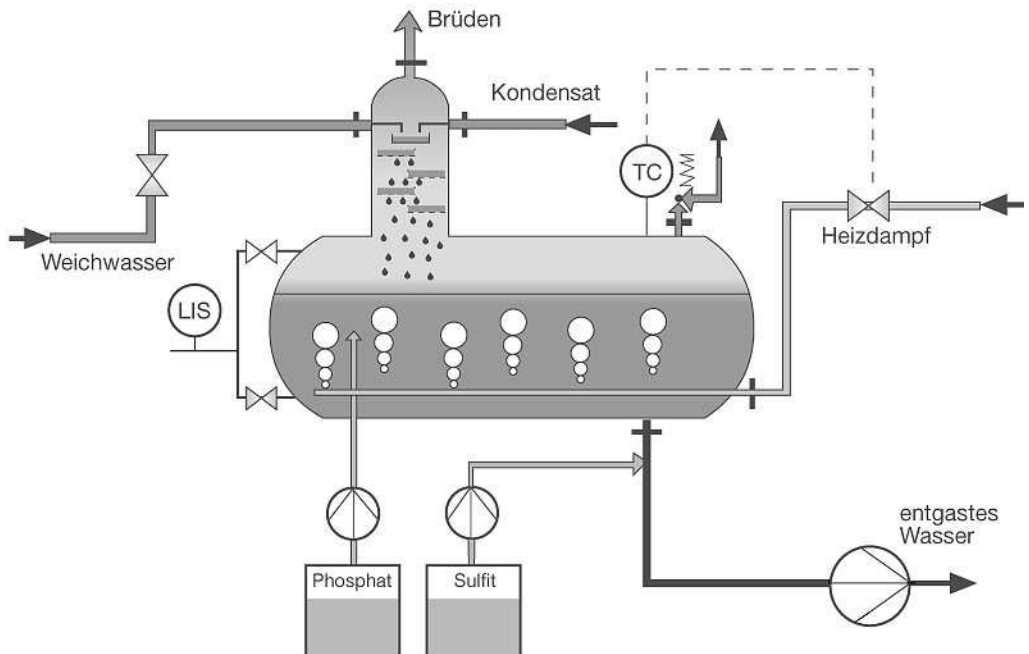 Brüden
Kondensat
TC
Weichwasser
Heizdampf
LIS
entgastes
Wasser
Phosphat
Sulfit